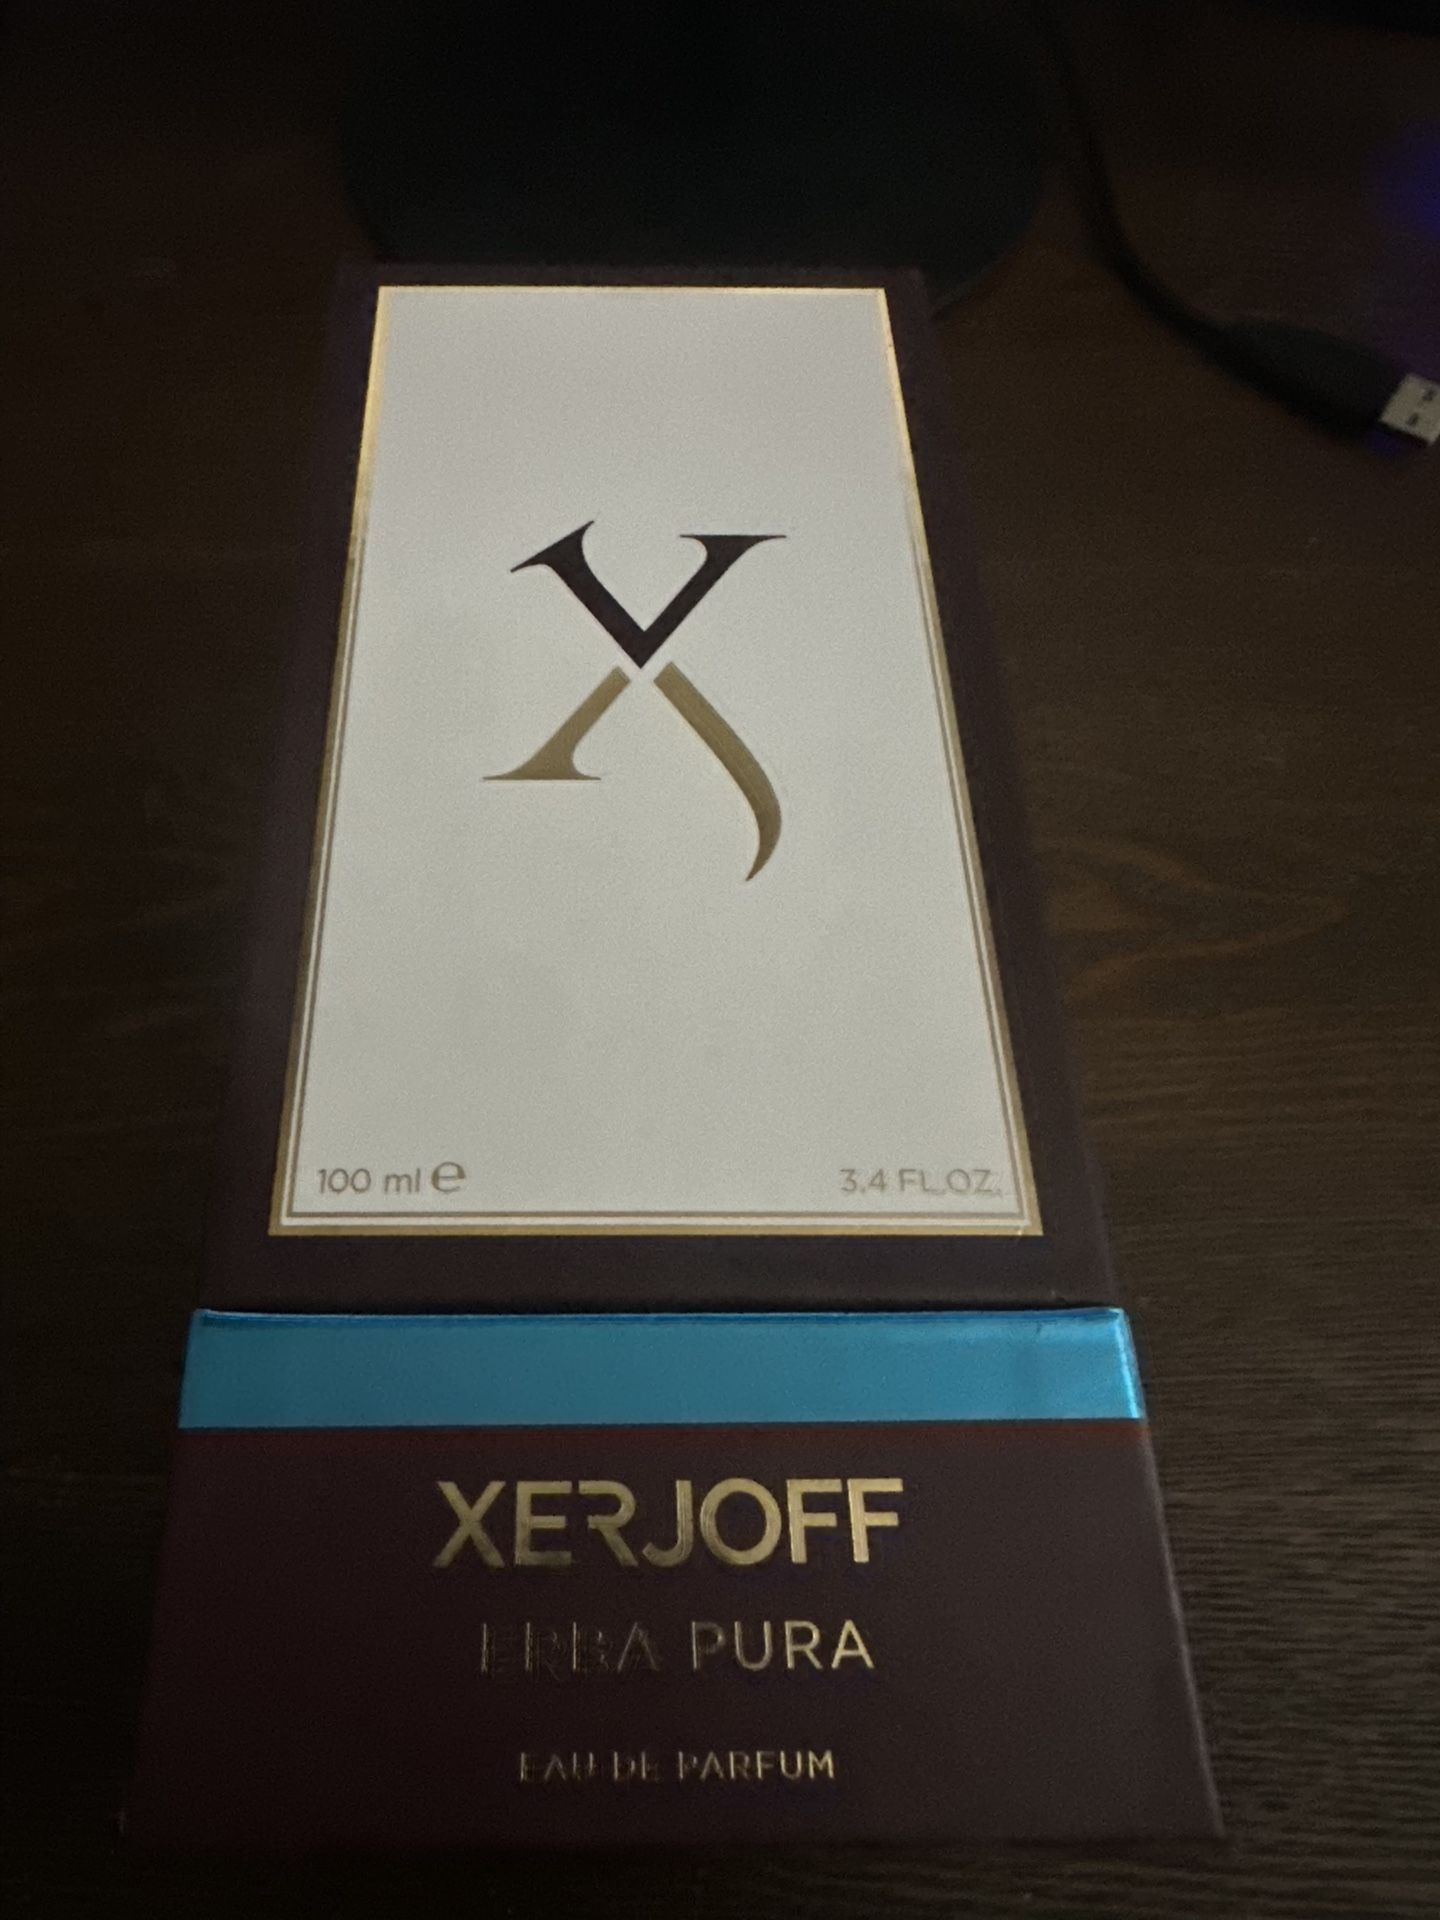 100 ml ℮ 3.4 FL.OZ.
XERJOFF
ERBA PURA
EAU DE PARFUM